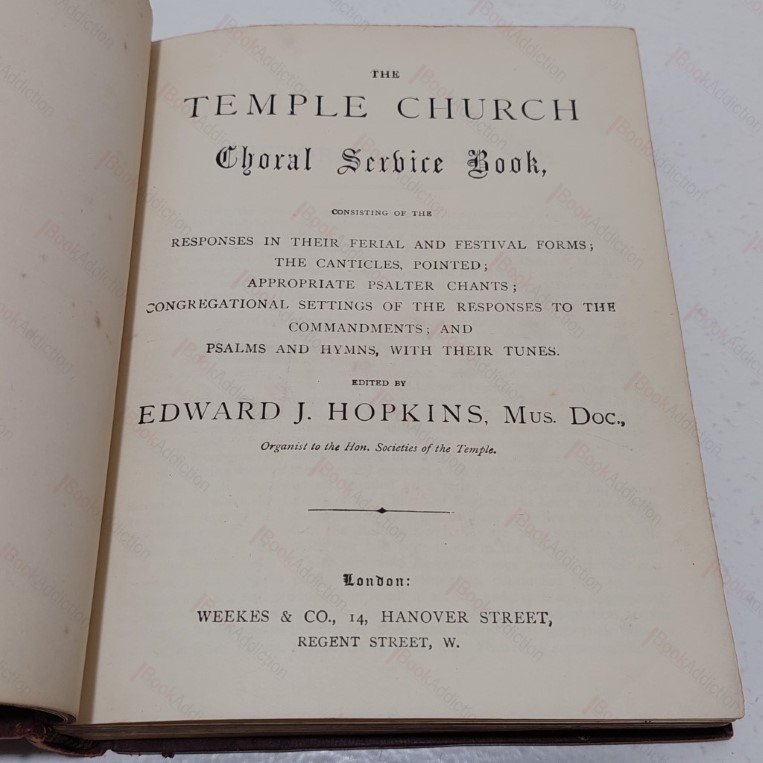 THE
TEMPLE CHURCH
Choral Service Book,
CONSISTING OF THE
RESPONSES IN THEIR FERIAL AND FESTIVAL FORMS;
THE CANTICLES, POINTED;
APPROPRIATE PSALTER CHANTS;
CONGREGATIONAL SETTINGS OF THE RESPONSES TO THE
COMMANDMENTS; AND
PSALMS AND HYMNS, WITH THEIR TUNES.
EDITED BY
EDWARD J. HOPKINS, Mus. Doc.,
Organist to the Hon. Societies of the Temple.
London:
WEEKES & CO., 14, HANOVER STREET,
REGENT STREET, W.
BookAddiction